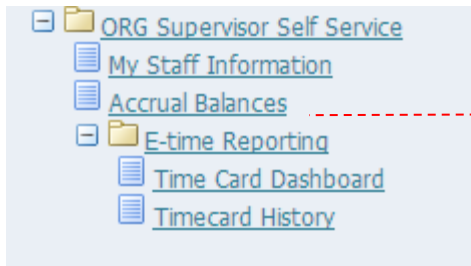 ORG Supervisor Self Service
My Staff Information
Accrual Balances
E-time Reporting
Time Card Dashboard
Timecard History